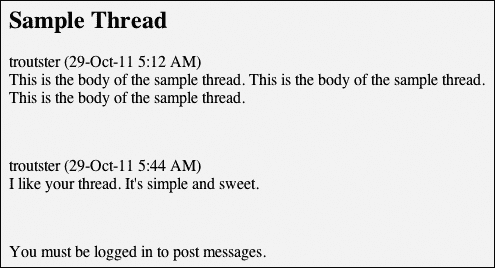 Sample Thread
troutster (29-Oct-11 5:12 AM)
This is the body of the sample thread. This is the body of the sample thread.
This is the body of the sample thread.
troutster (29-Oct-11 5:44 AM)
I like your thread. It's simple and sweet.
You must be logged in to post messages.